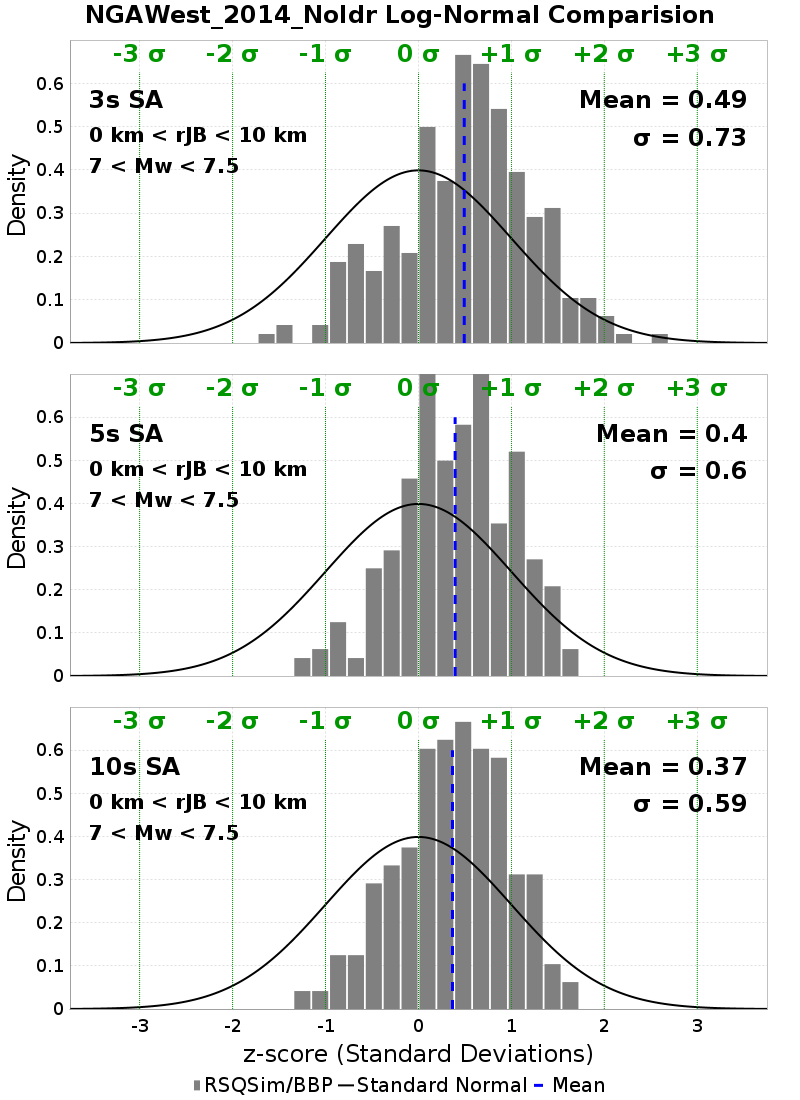 NGAWest_2014_NoIdr Log-Normal Comparision
-3 σ -2 σ -1 σ 0 σ +1 σ +2 σ +3 σ
3s SA
0 km < rJB < 10 km
7 < Mw < 7.5
Mean = 0.49
σ = 0.73
0.6
0.5
0.4
0.3
0.2
0.1
0
Density
-3 σ -2 σ -1 σ 0 σ +1 σ +2 σ +3 σ
5s SA
0 km < rJB < 10 km
7 < Mw < 7.5
Mean = 0.4
σ = 0.6
0.6
0.5
0.4
0.3
0.2
0.1
0
Density
-3 σ -2 σ -1 σ 0 σ +1 σ +2 σ +3 σ
10s SA
0 km < rJB < 10 km
7 < Mw < 7.5
Mean = 0.37
σ = 0.59
0.6
0.5
0.4
0.3
0.2
0.1
0
Density
-3 -2 -1 0 1 2 3
z-score (Standard Deviations)
RSQSim/BBP Standard Normal Mean